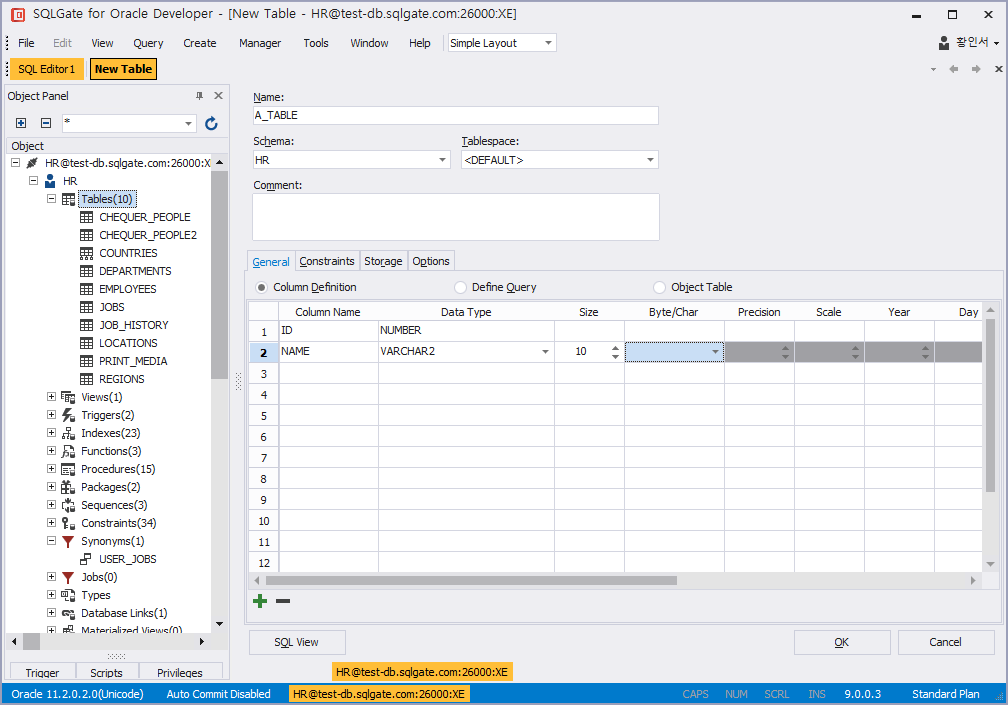 SQLGate for Oracle Developer - [New Table - HR@test-db.sqlgate.com:26000:XE]
File Edit View Query Create Manager Tools Window Help Simple Layout 황인서
SQL Editor1 New Table
Object Panel
*
Object
HR@test-db.sqlgate.com:26000:X
HR
Tables(10)
CHEQUER_PEOPLE
CHEQUER_PEOPLE2
COUNTRIES
DEPARTMENTS
EMPLOYEES
JOBS
JOB_HISTORY
LOCATIONS
PRINT_MEDIA
REGIONS
Views(1)
Triggers(2)
Indexes(23)
Functions(3)
Procedures(15)
Packages(2)
Sequences(3)
Constraints(34)
Synonyms(1)
USER_JOBS
Jobs(0)
Types
Database Links(1)
Materialized Views(0)
Trigger Scripts Privileges
Name:
A_TABLE
Schema: Tablespace:
HR <DEFAULT>
Comment:
General Constraints Storage Options
Column Definition Define Query Object Table
Column Name Data Type Size Byte/Char Precision Scale Year Day
1 ID NUMBER
2 NAME VARCHAR2 10
3
4
5
6
7
8
9
10
11
12
SQL View OK Cancel
HR@test-db.sqlgate.com:26000:XE
Oracle 11.2.0.2.0(Unicode) Auto Commit Disabled HR@test-db.sqlgate.com:26000:XE CAPS NUM SCRL INS 9.0.0.3 Standard Plan